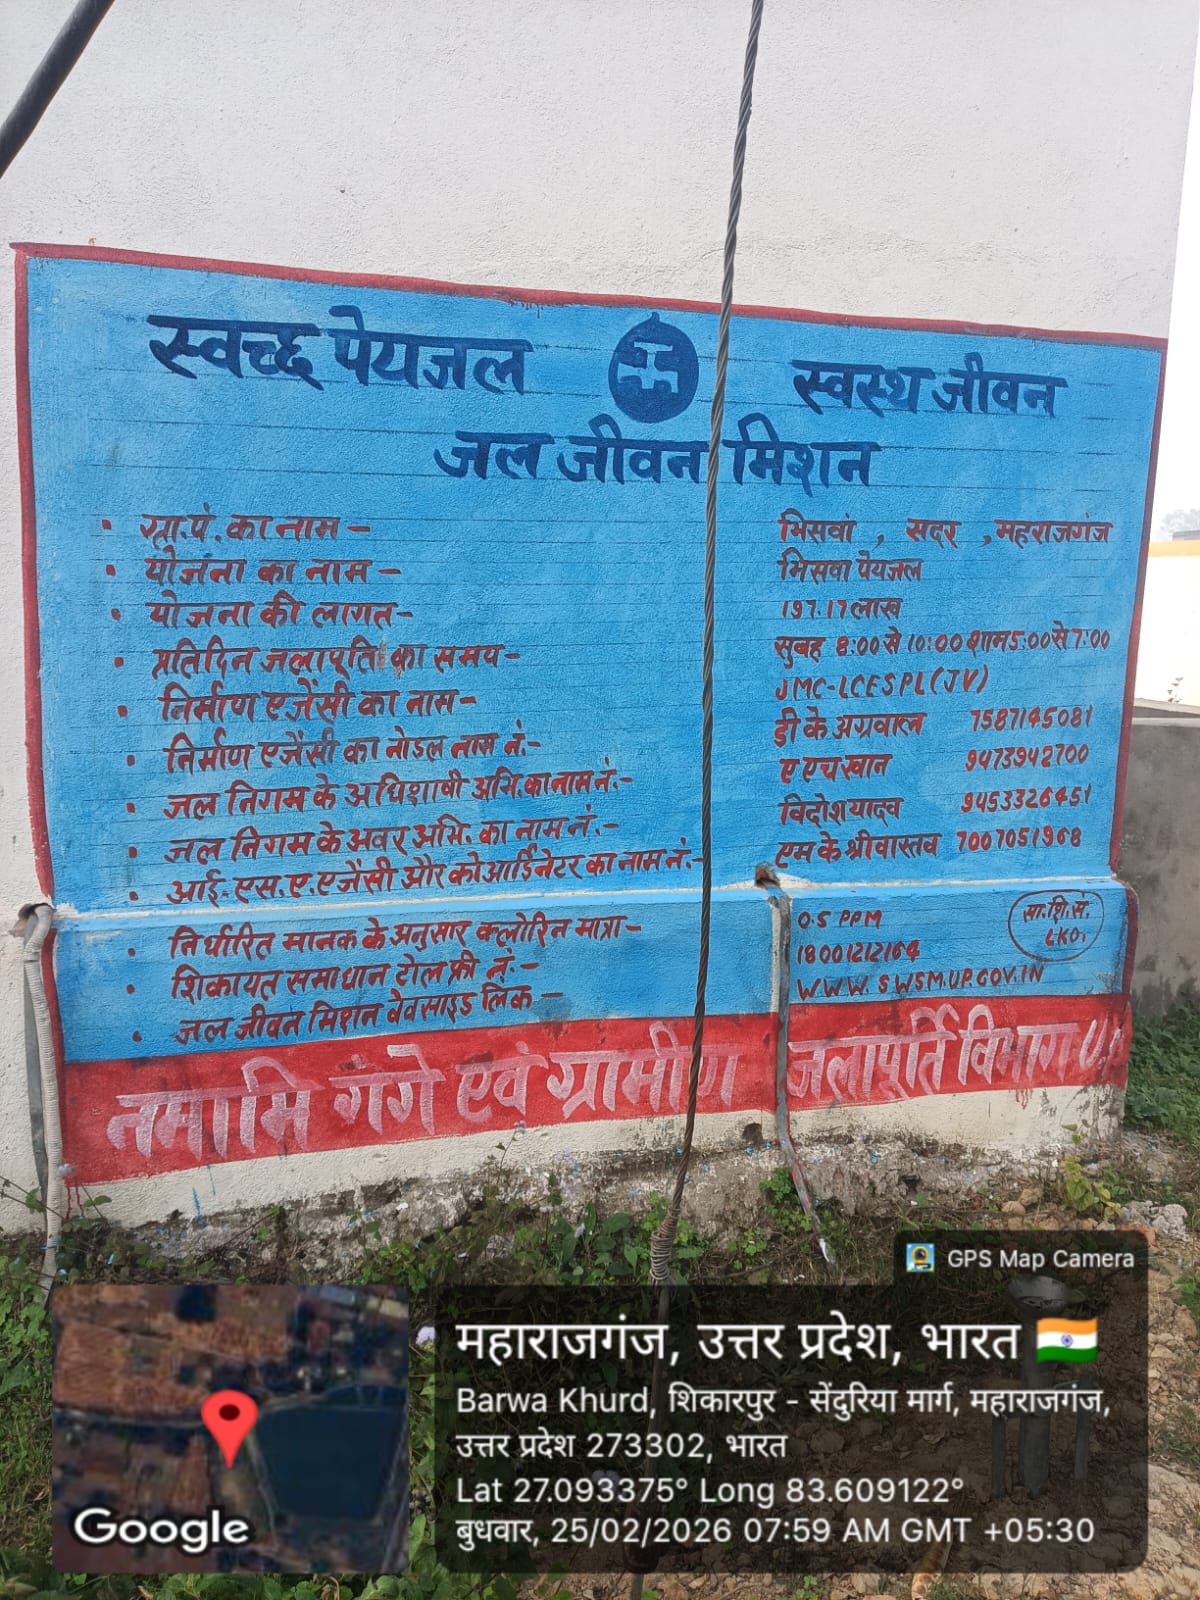 स्वच्छ पेयजल
स्वस्थ जीवन
जल जीवन मिशन
• ग्रा.पं. का नाम – भिसवां , सदर , महराजगंज
• योजना का नाम – भिसवा पेयजल
• योजना की लागत – 197.17 लाख
• प्रतिदिन जलापूर्ति का समय – सुबह 8:00 से 10:00 शाम 5:00 से 7:00
• निर्माण एजेंसी का नाम – JMC-LCESPL(JV)
• निर्माण एजेंसी का नोडल नाम नं.- डी के अग्रवाल 7587145081
• जल निगम के अधिशाषी अभि. का नाम नं:- ए एच खान 9473942700
• जल निगम के अवर अभि. का नाम नं.- विदोश यादव 9453326451
• आई.एस.ए.एजेंसी और कोआर्डिनेटर का नाम नं.- एम के श्रीवास्तव 7007051968
• निर्धारित मानक के अनुसार क्लोरिन मात्रा – 0.5 PPM
• शिकायत समाधान टोल फ्री नं.- 18001212164
• जल जीवन मिशन वेवसाइड लिंक – WWW.SWSM.UP.GOV.IN
सा.शि.सं.
LKO.
नमामि गंगे एवं ग्रामीण जलापूर्ति विभाग U.P
GPS Map Camera
महाराजगंज, उत्तर प्रदेश, भारत
Barwa Khurd, शिकारपुर - सेंदुरिया मार्ग, महाराजगंज,
उत्तर प्रदेश 273302, भारत
Lat 27.093375° Long 83.609122°
बुधवार, 25/02/2026 07:59 AM GMT +05:30
Google